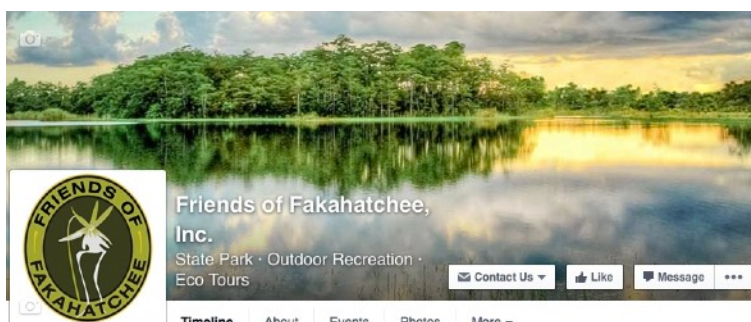 FRIENDS OF
FAKAHATCHEE
Friends of Fakahatchee,
Inc.
State Park · Outdoor Recreation ·
Eco Tours
Contact Us
Like
Message
Timeline
About
Events
Photos
More